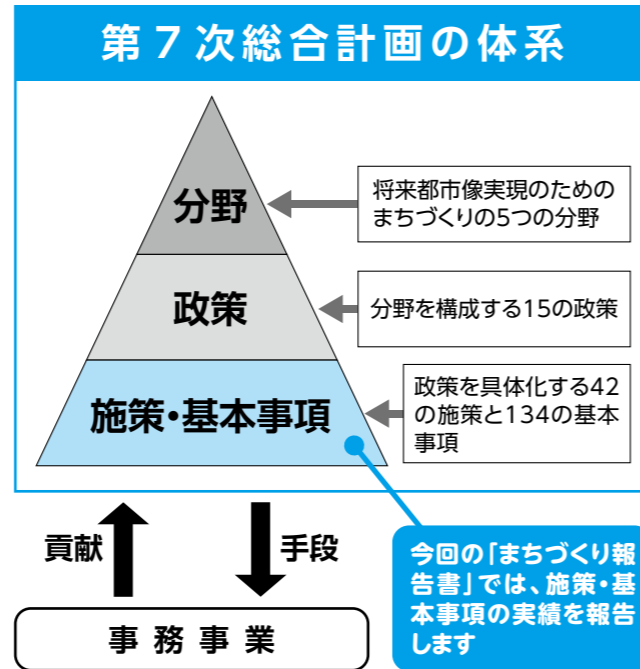 第7次総合計画の体系
分野
将来都市像実現のための
まちづくりの5つの分野
政策
分野を構成する15の政策
施策・基本事項
政策を具体化する42
の施策と134の基本
事項
貢献
手段
今回の「まちづくり報
告書」では、施策・基
本事項の実績を報告
します
事務事業